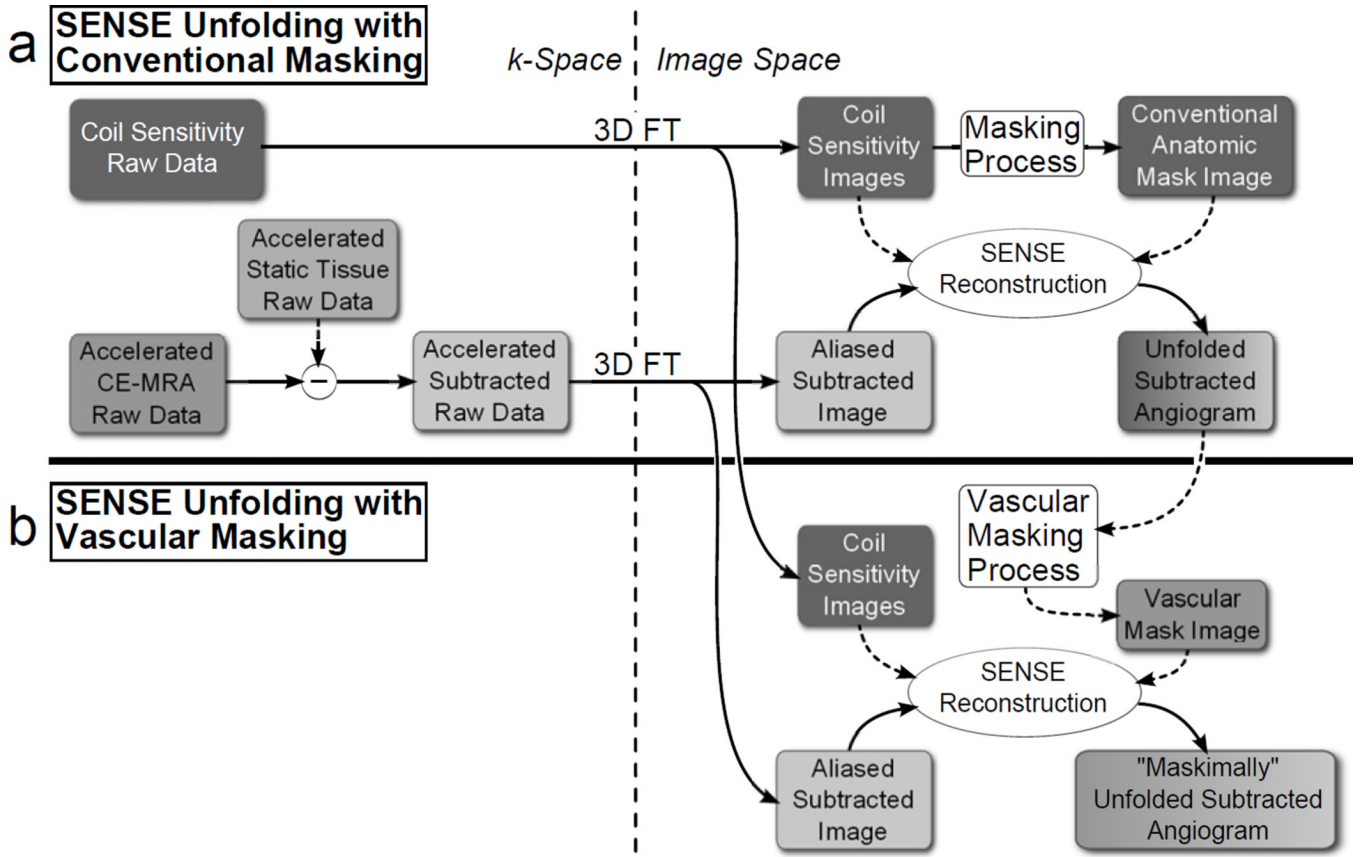 a
SENSE Unfolding with
Conventional Masking
k-Space
Image Space
Coil Sensitivity
Raw Data
3D FT
Coil
Sensitivity
Images
Masking
Process
Conventional
Anatomic
Mask Image
Accelerated
Static Tissue
Raw Data
SENSE
Reconstruction
Accelerated
CE-MRA
Raw Data
−
Accelerated
Subtracted
Raw Data
3D FT
Aliased
Subtracted
Image
Unfolded
Subtracted
Angiogram
b
SENSE Unfolding with
Vascular Masking
Coil
Sensitivity
Images
Vascular
Masking
Process
Vascular
Mask Image
SENSE
Reconstruction
Aliased
Subtracted
Image
"Maskimally"
Unfolded Subtracted
Angiogram